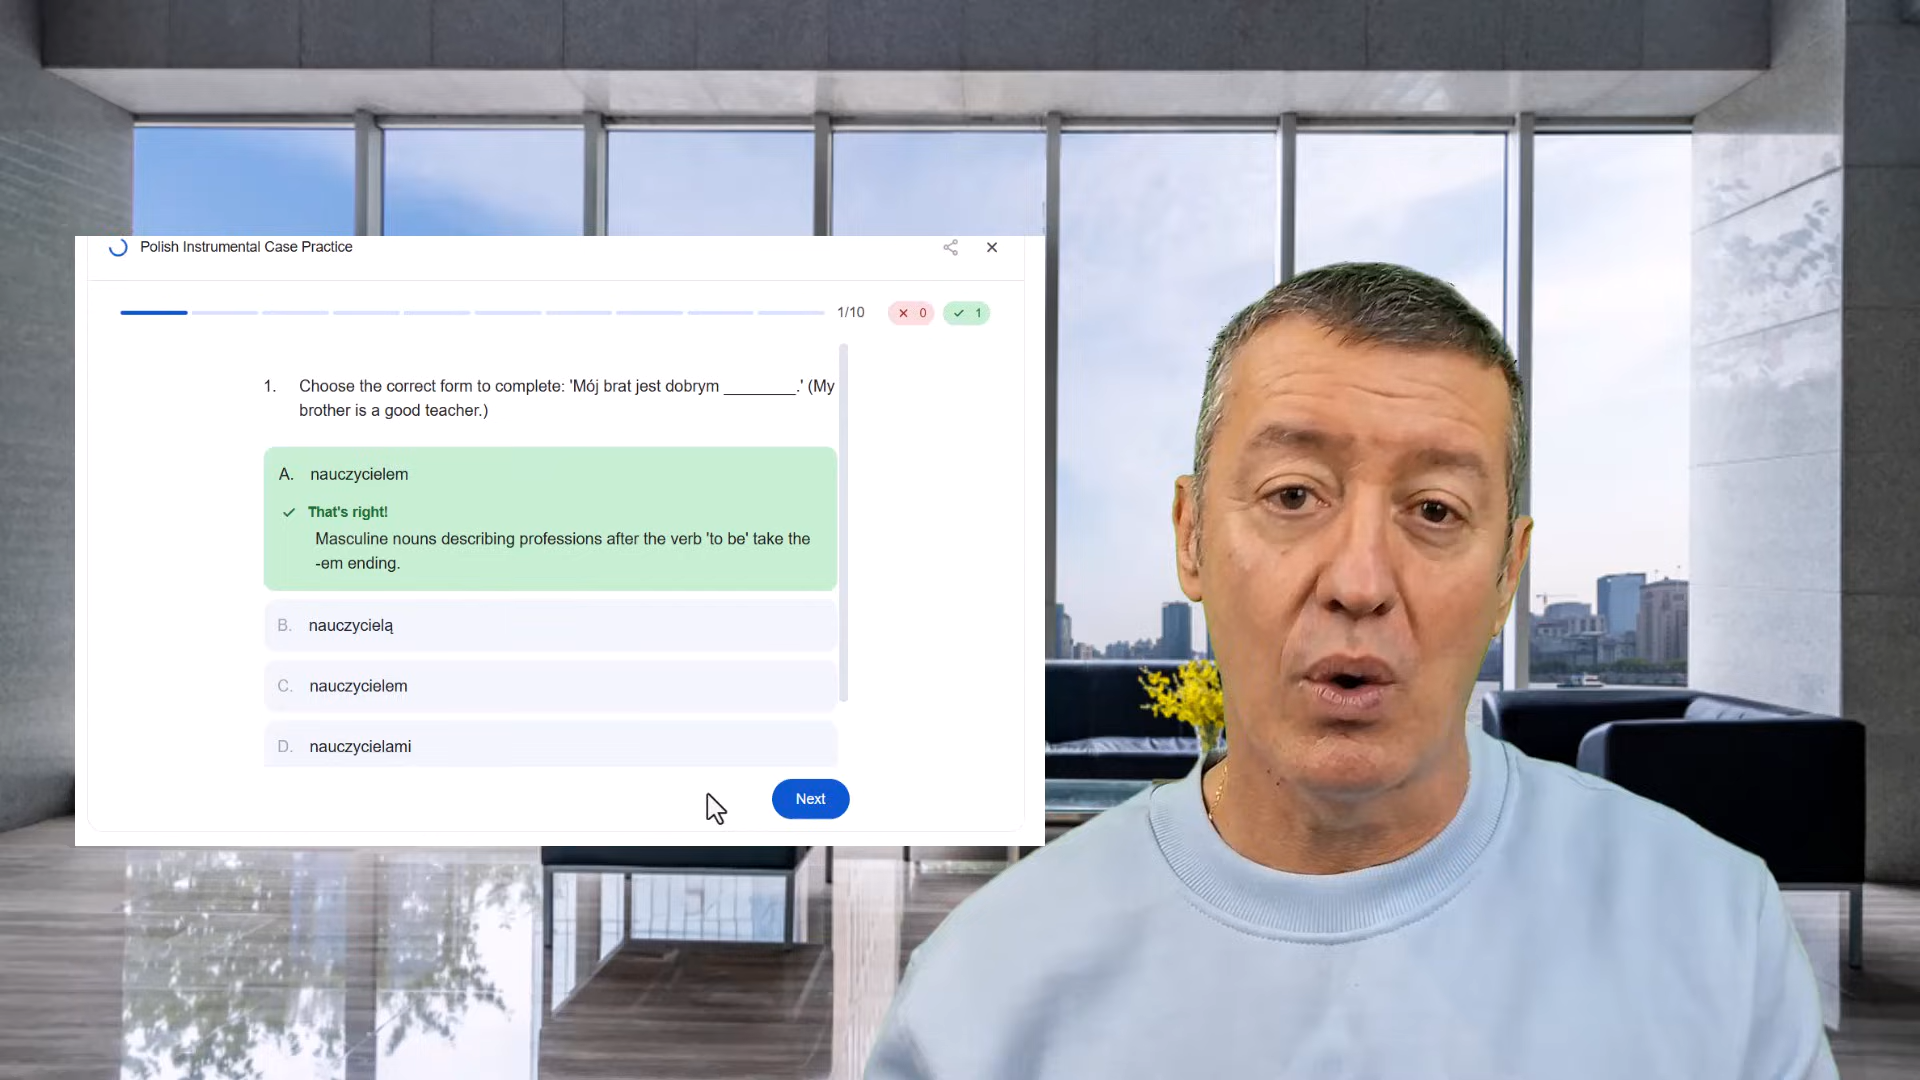 Polish Instrumental Case Practice
1/10
0
1
1. Choose the correct form to complete: 'Mój brat jest dobrym ________.' (My
brother is a good teacher.)
A. nauczycielem
That's right!
Masculine nouns describing professions after the verb 'to be' take the
-em ending.
B. nauczycielą
C. nauczycielem
D. nauczycielami
Next